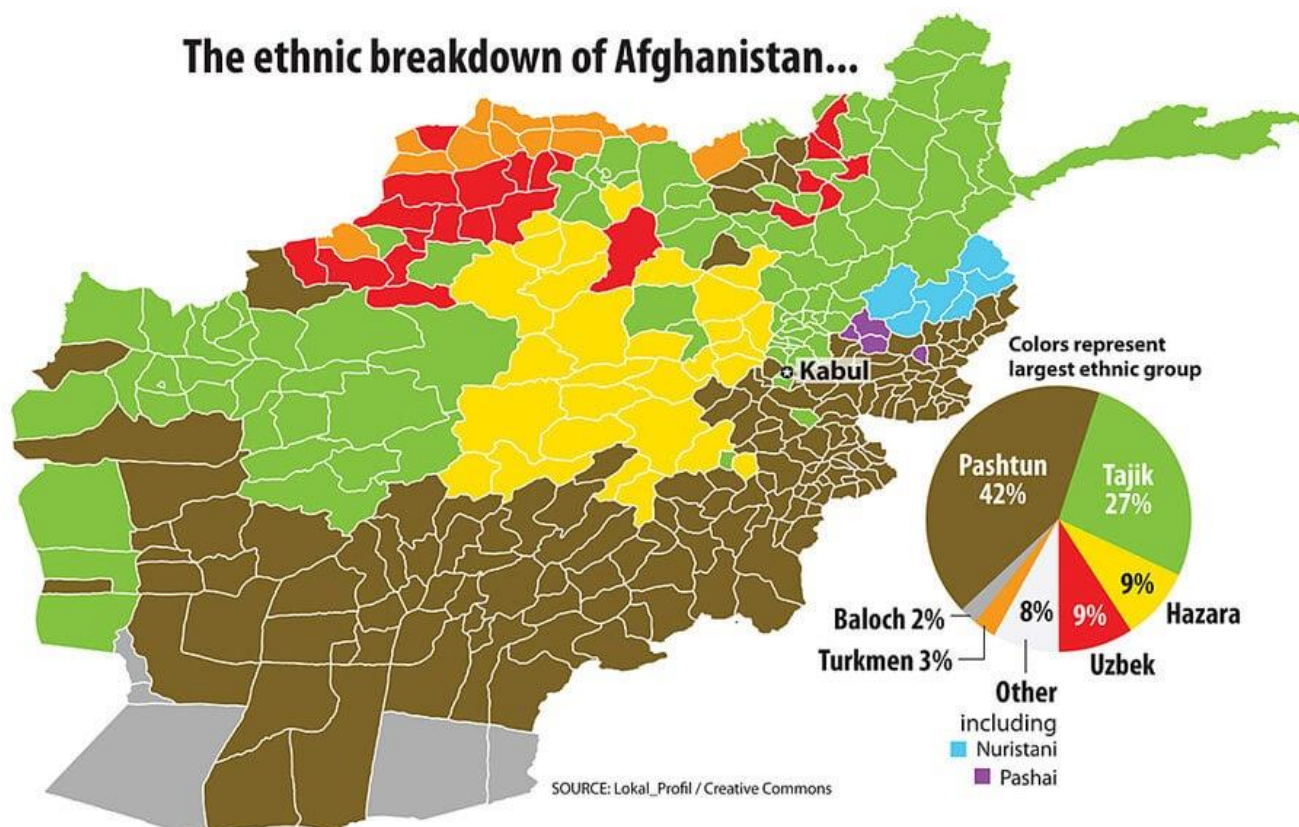 The ethnic breakdown of Afghanistan...
Kabul
Colors represent
largest ethnic group
Pashtun
42%
Tajik
27%
9%
Hazara
9%
Uzbek
8%
Other
including
Nuristani
Pashai
Baloch 2%
Turkmen 3%
SOURCE: Lokal_Profil / Creative Commons